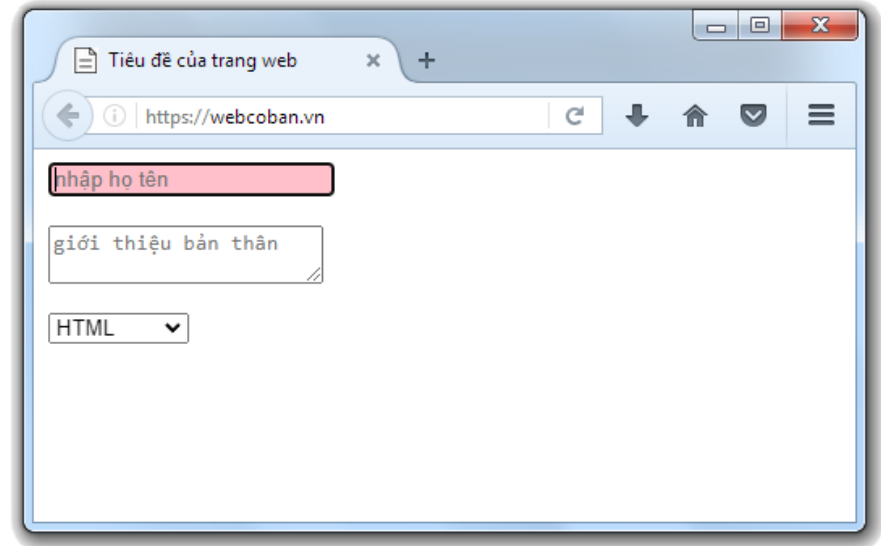 Tiêu đề của trang web
https://webcoban.vn
nhập họ tên
giới thiệu bản thân
HTML